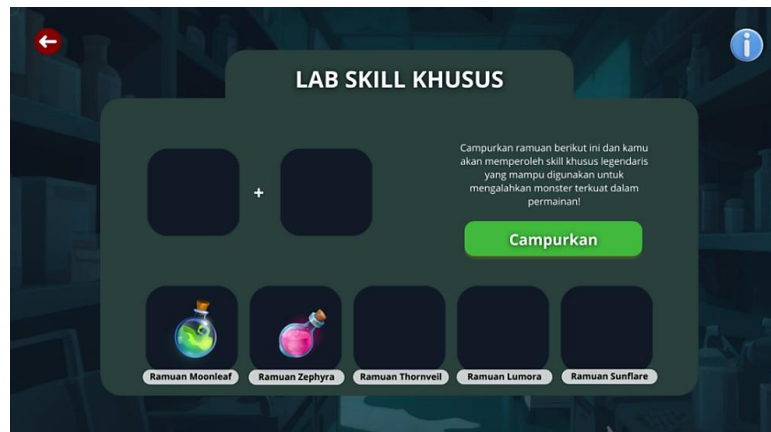 LAB SKILL KHUSUS
Campurkan ramuan berikut ini dan kamu
akan memperoleh skill khusus legendaris
yang mampu digunakan untuk
mengalahkan monster terkuat dalam
permainan!
+
Campurkan
Ramuan Moonleaf
Ramuan Zephyra
Ramuan Thornveil
Ramuan Lumora
Ramuan Sunflare